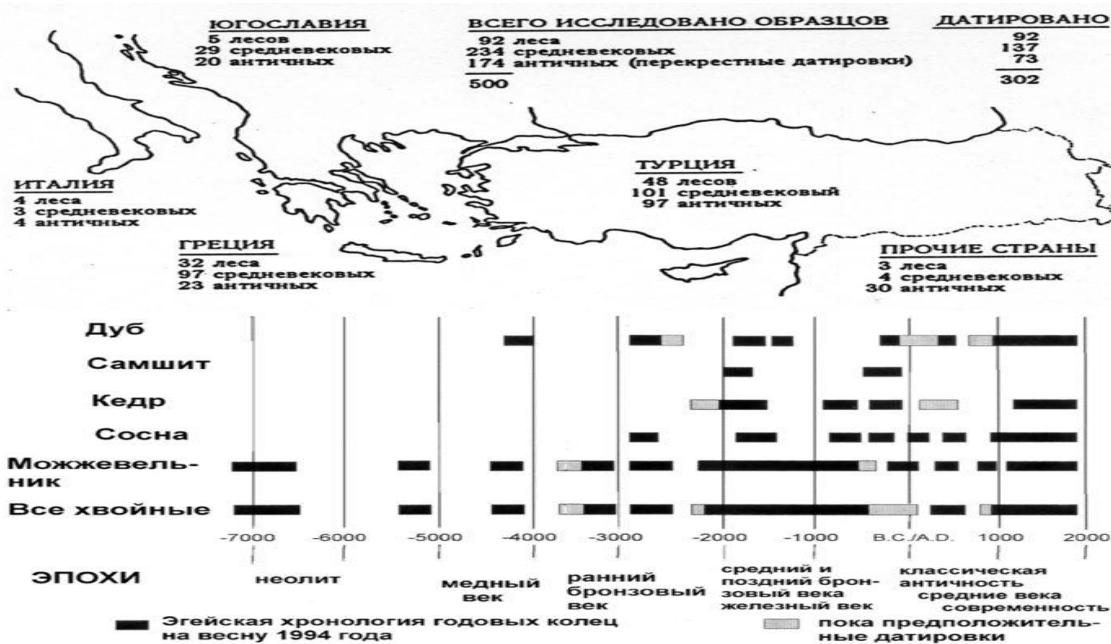 ЮГОСЛАВИЯ
5 лесов
29 средневековых
20 античных
ВСЕГО ИССЛЕДОВАНО ОБРАЗЦОВ
92 леса
234 средневековых
174 античных (перекрестные датировки)
500
ДАТИРОВАНО
92
137
73
302
ИТАЛИЯ
4 леса
3 средневековых
4 античных
ТУРЦИЯ
48 лесов
101 средневековый
97 античных
ГРЕЦИЯ
32 леса
97 средневековых
23 античных
ПРОЧИЕ СТРАНЫ
3 леса
4 средневековых
30 античных
Дуб
Самшит
Кедр
Сосна
Можжевель-
ник
Все хвойные
-7000 -6000 -5000 -4000 -3000 -2000 -1000 B.C./A.D. 1000 2000
ЭПОХИ
неолит
медный
век
ранний
бронзовый
век
средний и
поздний брон-
зовый века
железный век
классическая
античность
средние века
современность
Эгейская хронология годовых колец
на весну 1994 года
пока предположитель-
ные датировки